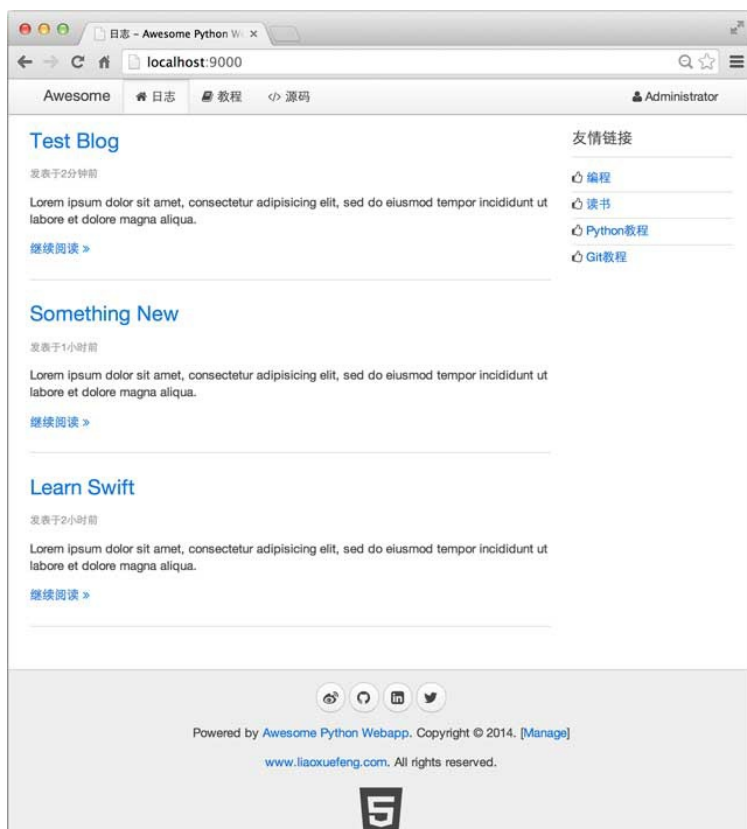 日志 - Awesome Python W
localhost:9000
Awesome 日志 教程 源码 Administrator
Test Blog
发表于2分钟前
Lorem ipsum dolor sit amet, consectetur adipisicing elit, sed do eiusmod tempor incididunt ut
labore et dolore magna aliqua.
继续阅读 »
Something New
发表于1小时前
Lorem ipsum dolor sit amet, consectetur adipisicing elit, sed do eiusmod tempor incididunt ut
labore et dolore magna aliqua.
继续阅读 »
Learn Swift
发表于2小时前
Lorem ipsum dolor sit amet, consectetur adipisicing elit, sed do eiusmod tempor incididunt ut
labore et dolore magna aliqua.
继续阅读 »
友情链接
编程
读书
Python教程
Git教程
Powered by Awesome Python Webapp. Copyright © 2014. [Manage]
www.liaoxuefeng.com. All rights reserved.